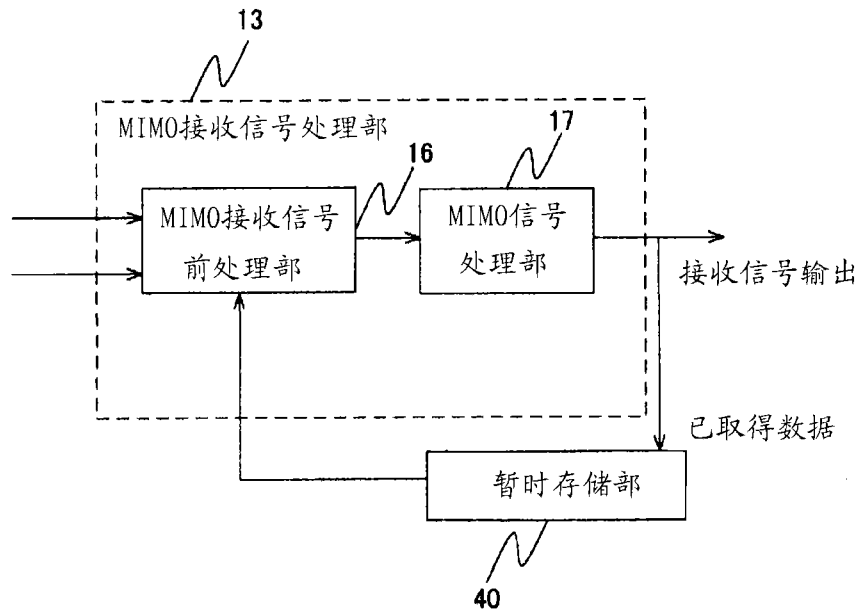 13
MIMO接收信号处理部
17
16
MIMO接收信号
前处理部
MIMO信号
处理部
接收信号输出
已取得数据
暂时存储部
40